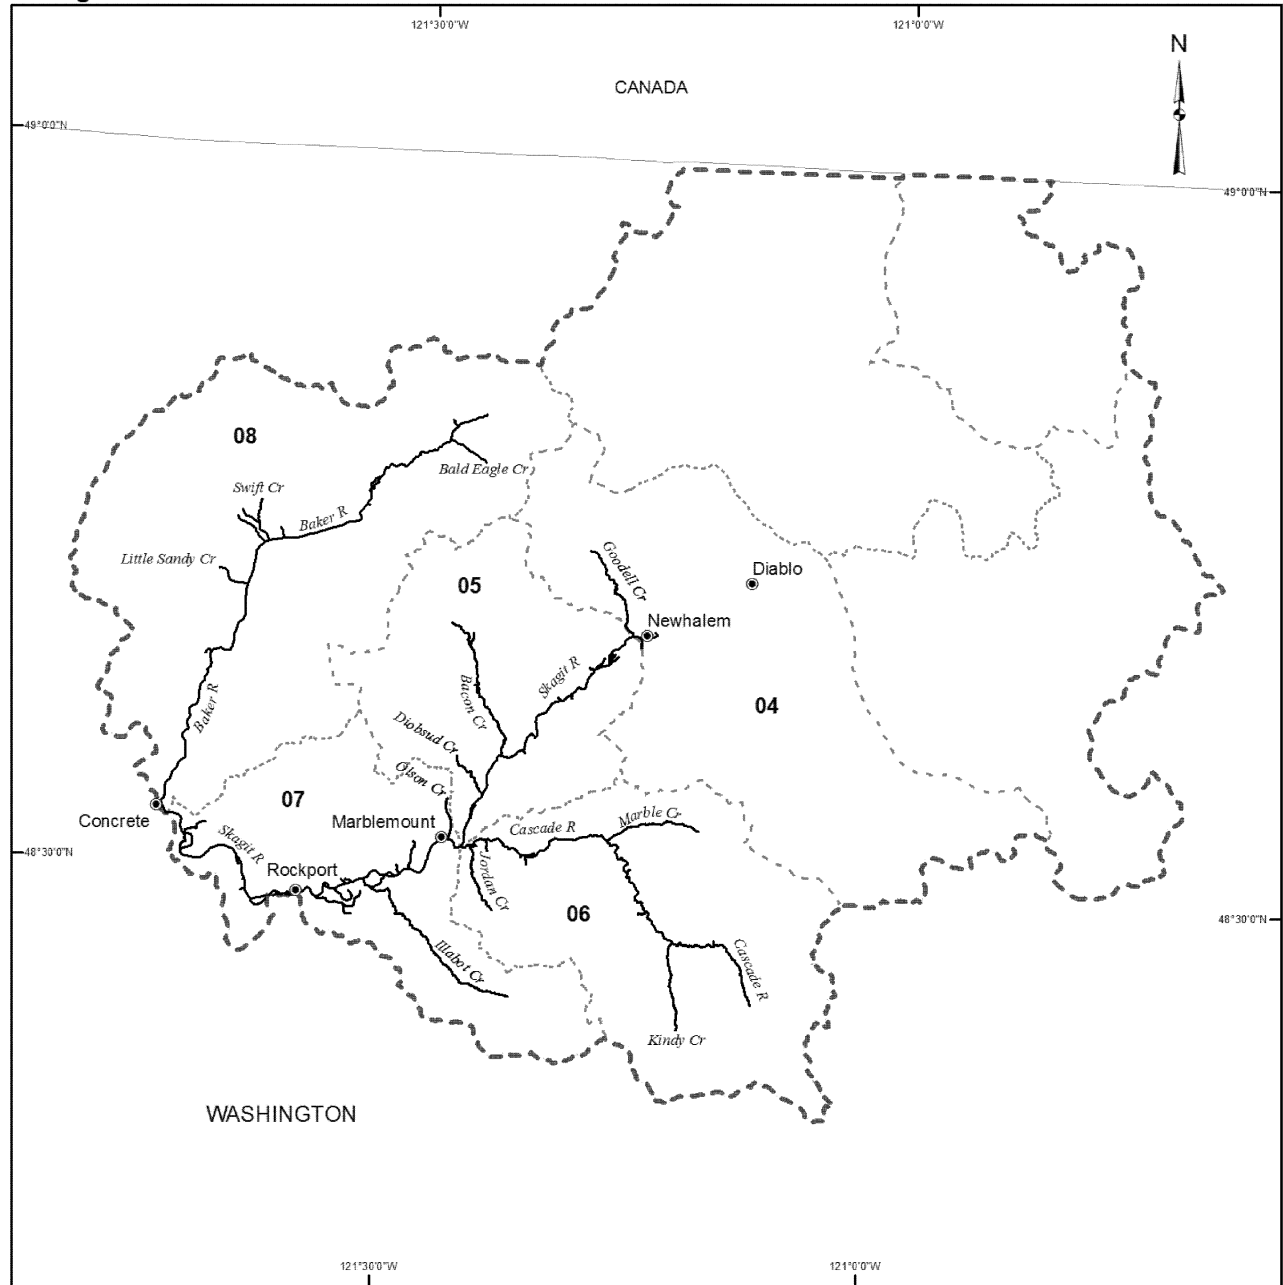 121°30'0"W
121°0'0"W
N
CANADA
49°0'0"N
49°0'0"N
08
Bald Eagle Cr
Swift Cr
Baker R
Little Sandy Cr
Goodell Cr
Diablo
05
Newhalem
Skagit R
Bacon Cr
Baker R
04
Diobsud Cr
Olson Cr
07
Marble Cr
Concrete
Marblemount
Cascade R
Skagit R
48°30'0"N
Rockport
Jordan Cr
06
48°30'0"N
Illabot Cr
Cascade R
Kindy Cr
WASHINGTON
121°30'0"W
121°0'0"W